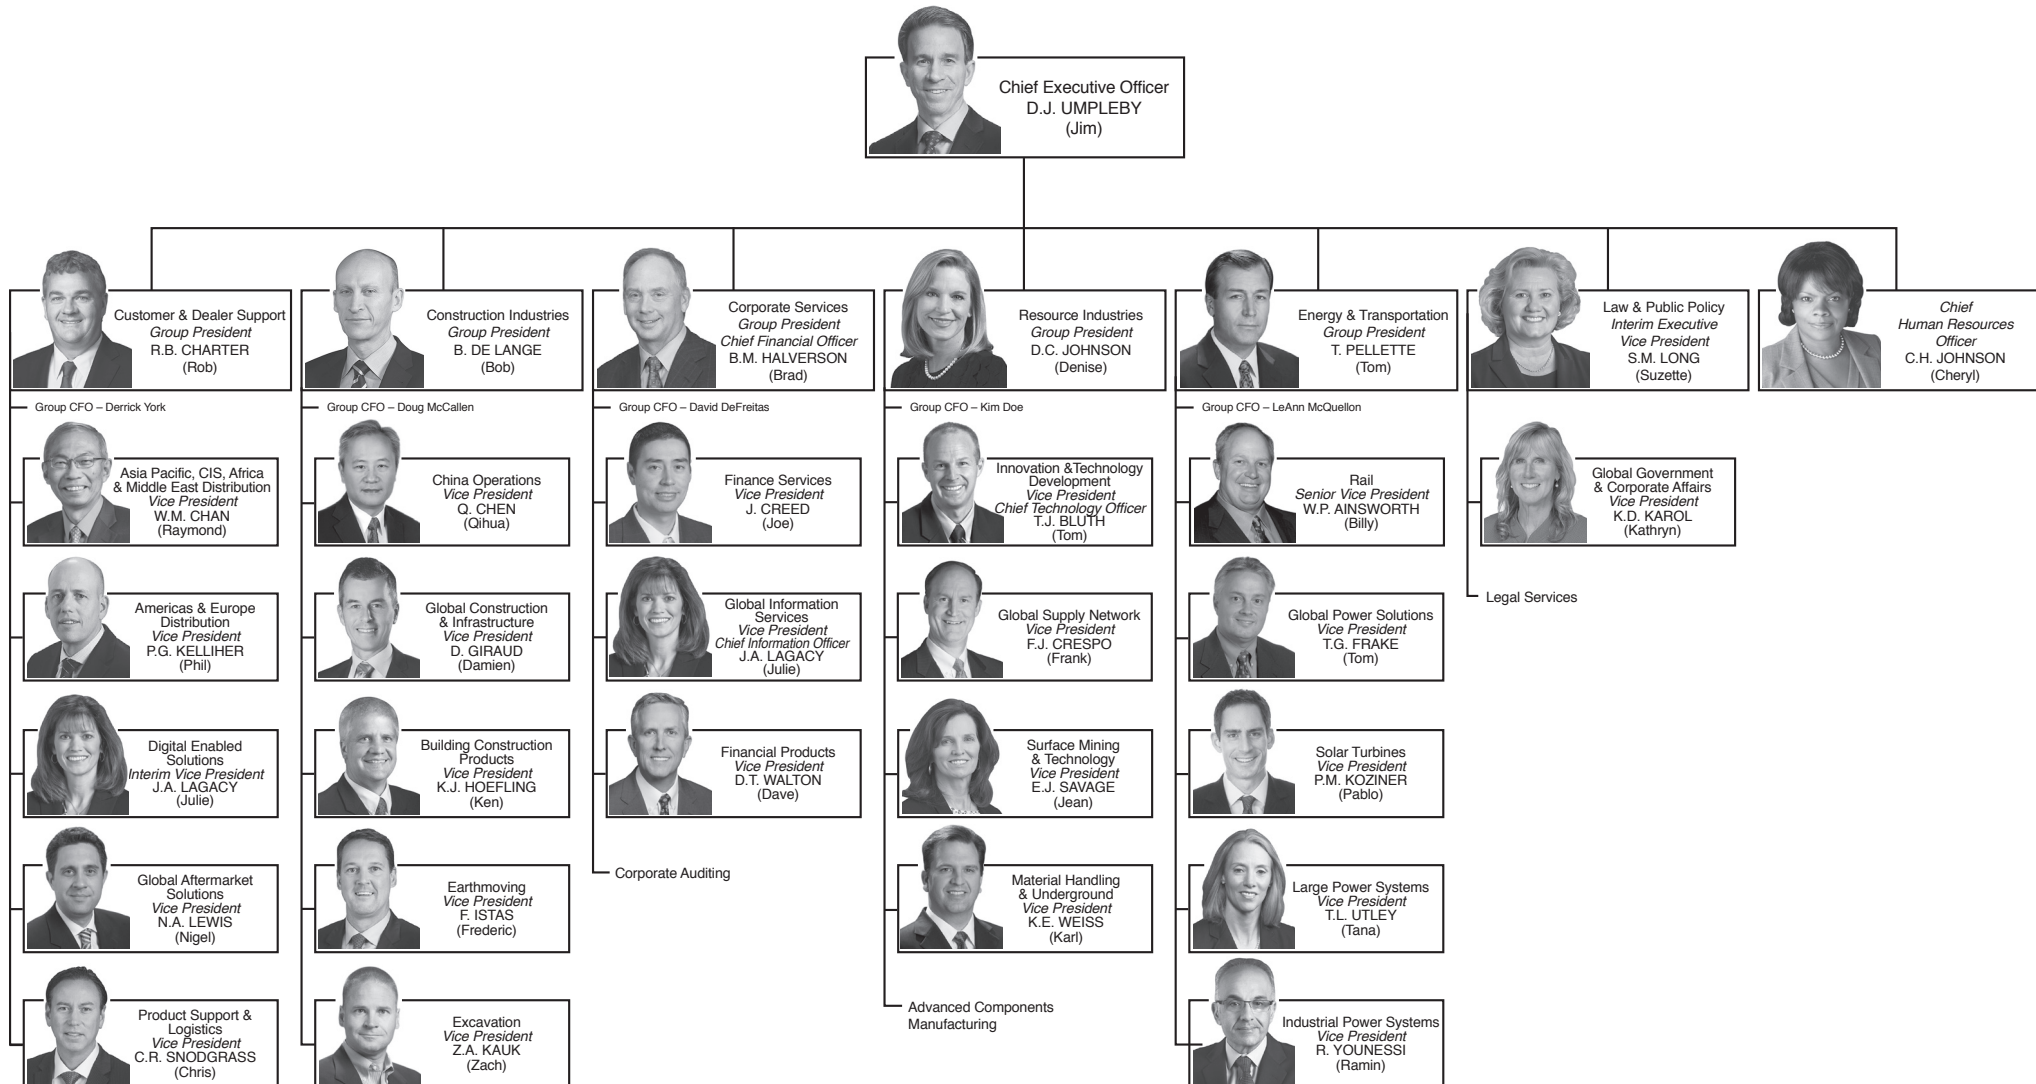 Chief Executive Officer
D.J. UMPLEBY
(Jim)
Customer & Dealer Support
Group President
R.B. CHARTER
(Rob)
Group CFO – Derrick York
Asia Pacific, CIS, Africa
& Middle East Distribution
Vice President
W.M. CHAN
(Raymond)
Americas & Europe
Distribution
Vice President
P.G. KELLIHER
(Phil)
Digital Enabled
Solutions
Interim Vice President
J.A. LAGACY
(Julie)
Global Aftermarket
Solutions
Vice President
N.A. LEWIS
(Nigel)
Product Support &
Logistics
Vice President
C.R. SNODGRASS
(Chris)
Construction Industries
Group President
B. DE LANGE
(Bob)
Group CFO – Doug McCallen
China Operations
Vice President
Q. CHEN
(Qihua)
Global Construction
& Infrastructure
Vice President
D. GIRAUD
(Damien)
Building Construction
Products
Vice President
K.J. HOEFLING
(Ken)
Earthmoving
Vice President
F. ISTAS
(Frederic)
Excavation
Vice President
Z.A. KAUK
(Zach)
Corporate Services
Group President
Chief Financial Officer
B.M. HALVERSON
(Brad)
Group CFO – David DeFreitas
Finance Services
Vice President
J. CREED
(Joe)
Global Information
Services
Vice President
Chief Information Officer
J.A. LAGACY
(Julie)
Financial Products
Vice President
D.T. WALTON
(Dave)
Corporate Auditing
Resource Industries
Group President
D.C. JOHNSON
(Denise)
Group CFO – Kim Doe
Innovation &Technology
Development
Vice President
Chief Technology Officer
T.J. BLUTH
(Tom)
Global Supply Network
Vice President
F.J. CRESPO
(Frank)
Surface Mining
& Technology
Vice President
E.J. SAVAGE
(Jean)
Material Handling
& Underground
Vice President
K.E. WEISS
(Karl)
Advanced Components
Manufacturing
Energy & Transportation
Group President
T. PELLETTE
(Tom)
Group CFO – LeAnn McQuellon
Rail
Senior Vice President
W.P. AINSWORTH
(Billy)
Global Power Solutions
Vice President
T.G. FRAKE
(Tom)
Solar Turbines
Vice President
P.M. KOZINER
(Pablo)
Large Power Systems
Vice President
T.L. UTLEY
(Tana)
Industrial Power Systems
Vice President
R. YOUNESSI
(Ramin)
Law & Public Policy
Interim Executive
Vice President
S.M. LONG
(Suzette)
Global Government
& Corporate Affairs
Vice President
K.D. KAROL
(Kathryn)
Legal Services
Chief
Human Resources
Officer
C.H. JOHNSON
(Cheryl)